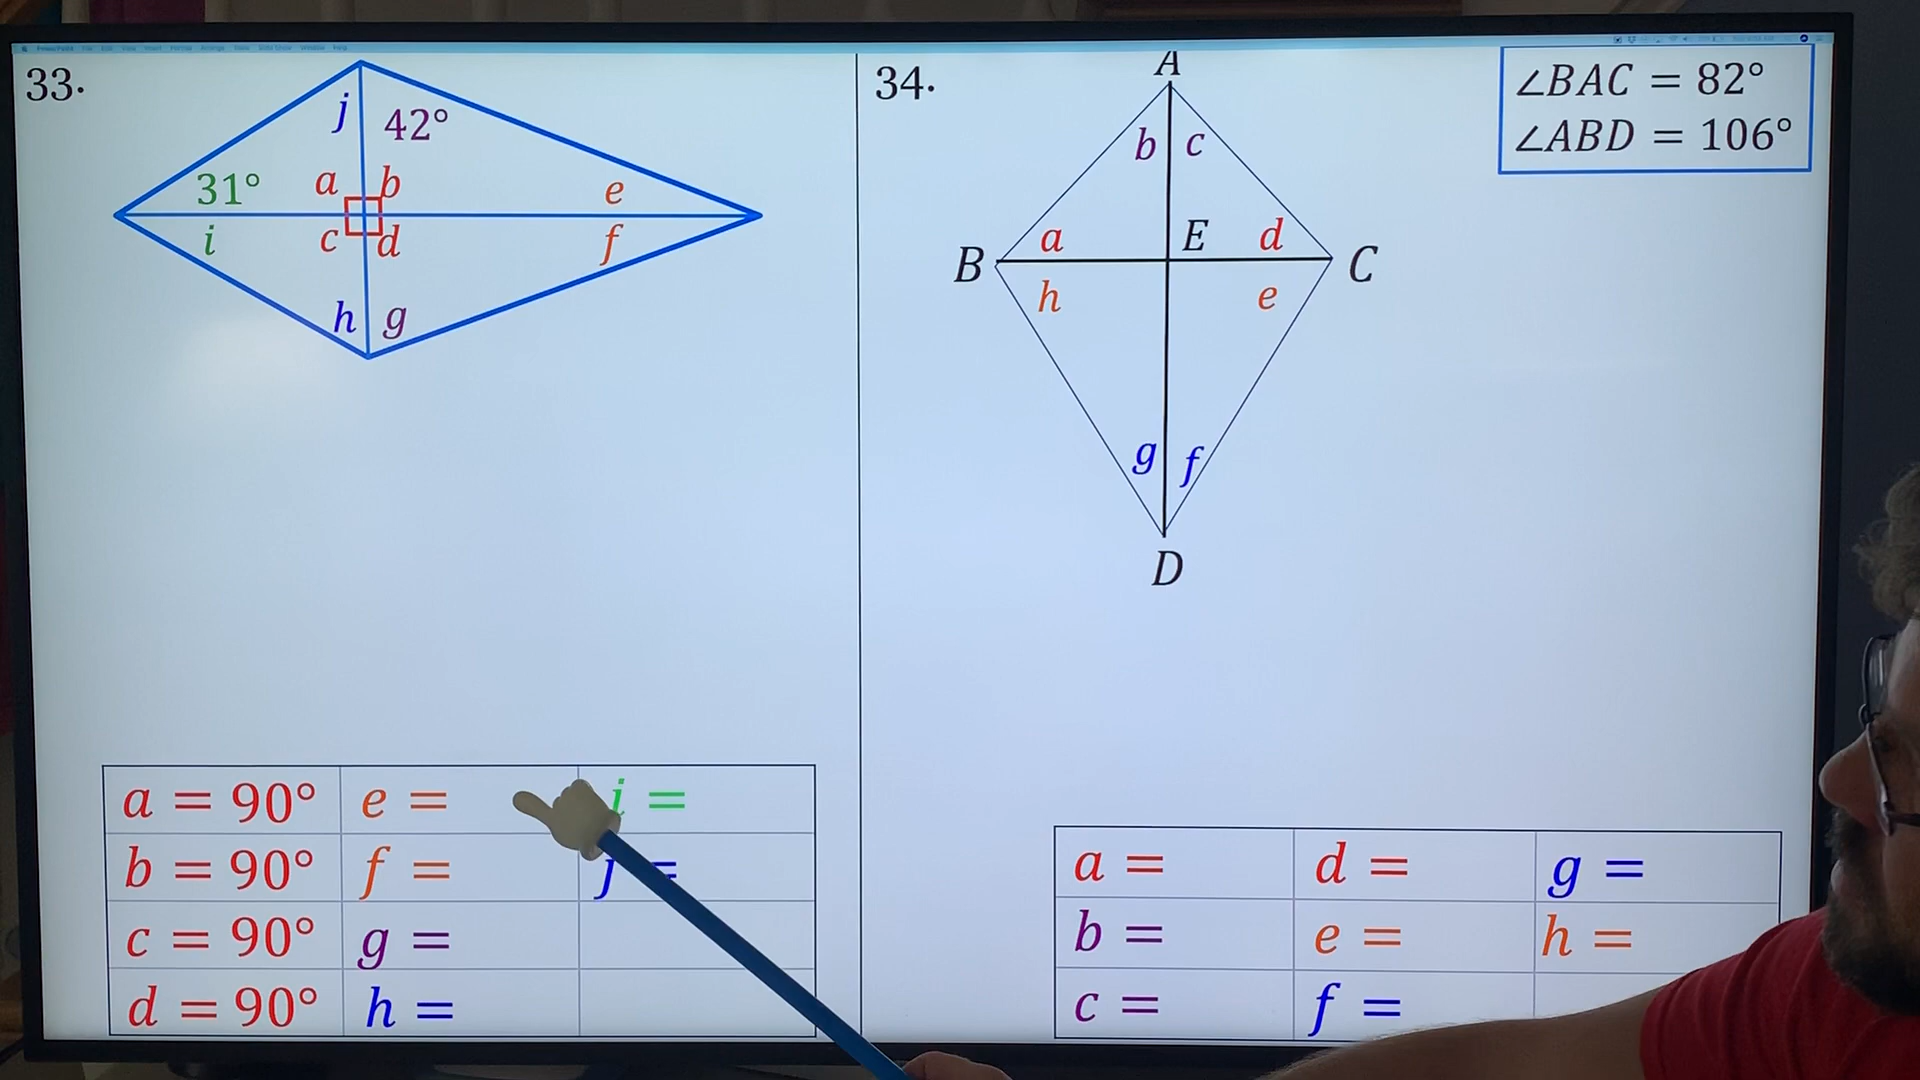 33.
j
42°
31°
a
b
e
i
c
d
f
h
g
a = 90°
e =
i =
b = 90°
f =
j =
c = 90°
g =
d = 90°
h =
34.
∠BAC = 82°
∠ABD = 106°
A
b
c
B
a
E
d
C
h
e
g
f
D
a =
d =
g =
b =
e =
h =
c =
f =